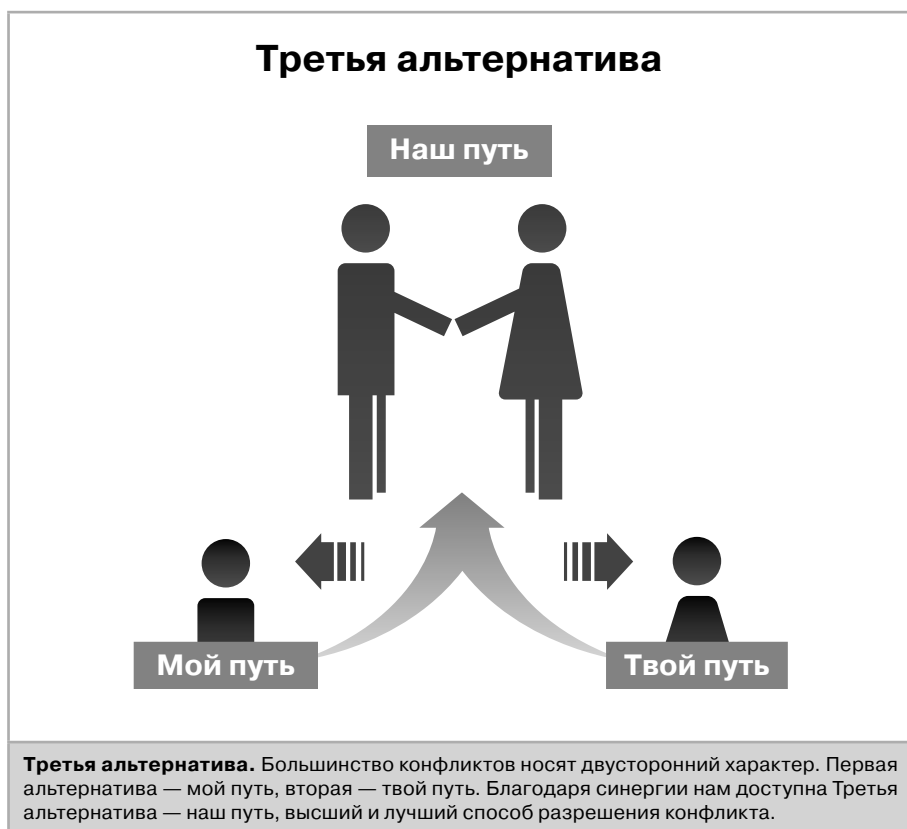 Третья альтернатива
Наш путь
Мой путь
Твой путь
Третья альтернатива. Большинство конфликтов носят двусторонний характер. Первая
альтернатива — мой путь, вторая — твой путь. Благодаря синергии нам доступна Третья
альтернатива — наш путь, высший и лучший способ разрешения конфликта.